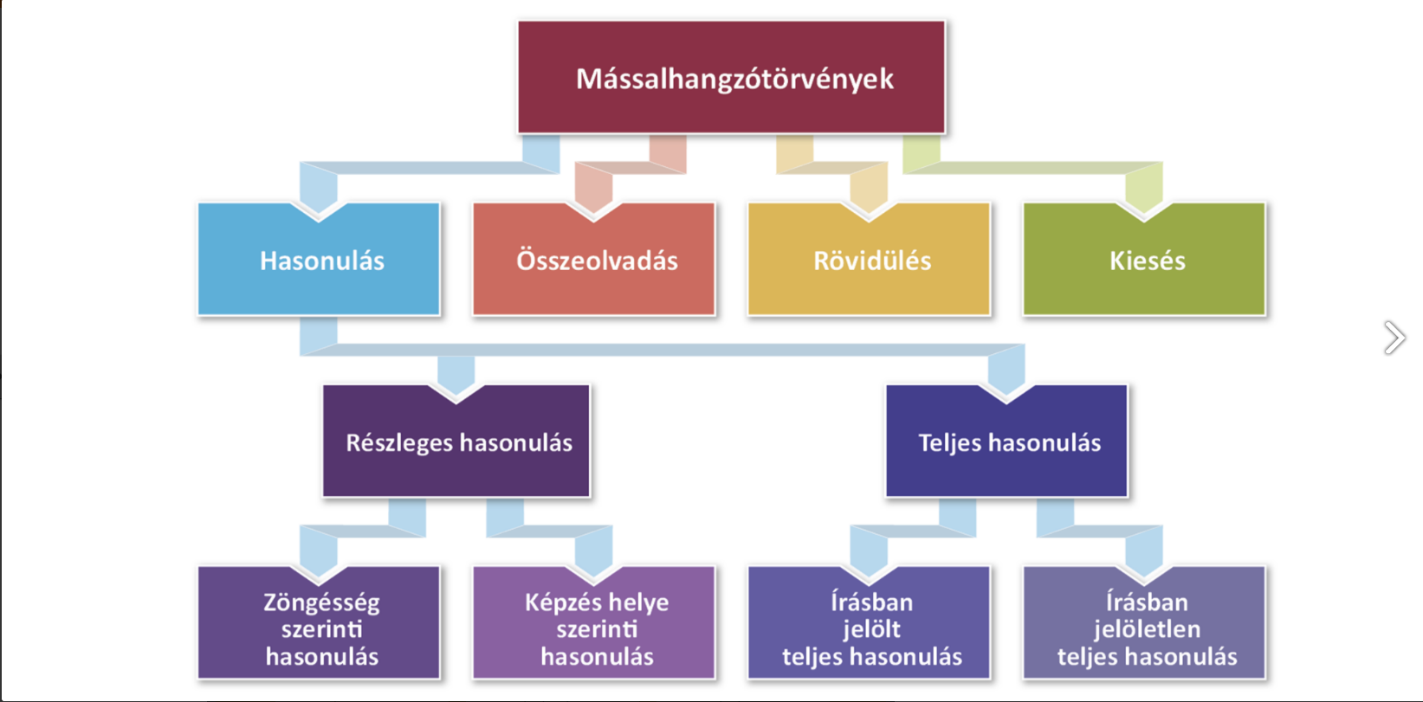 Mássalhangzótörvények
Hasonulás
Összeolvadás
Rövidülés
Kiesés
Részleges hasonulás
Teljes hasonulás
Zöngésség
szerinti
hasonulás
Képzés helye
szerinti
hasonulás
Írásban
jelölt
teljes hasonulás
Írásban
jelöletlen
teljes hasonulás